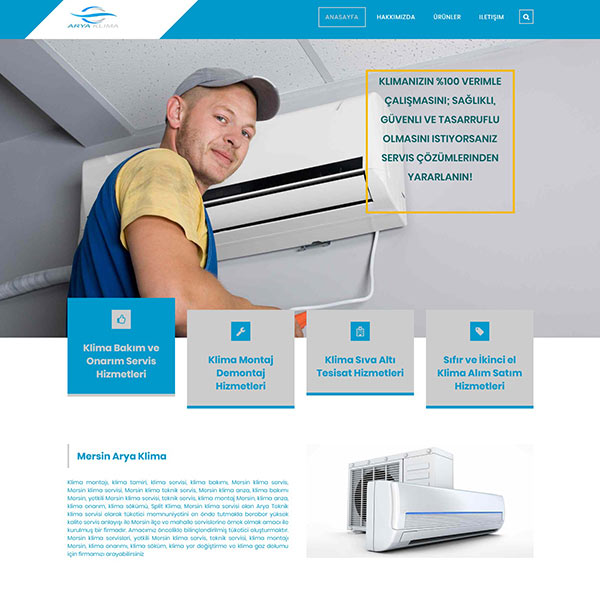 ARYA KLIMA
ANASAYFA HAKKIMIZDA ÜRÜNLER ILETIŞIM
KLIMANIZIN %100 VERIMLE
ÇALIŞMASINI; SAĞLIKLI,
GÜVENLI VE TASARRUFLU
OLMASINI ISTIYORSANIZ
SERVIS ÇÖZÜMLERINDEN
YARARLANIN!
Klima Bakım ve
Onarım Servis
Hizmetleri
Klima Montaj
Demontaj
Hizmetleri
Klima Sıva Altı
Tesisat Hizmetleri
Sıfır ve İkinci el
Klima Alım Satım
Hizmetleri
Mersin Arya Klima
Klima montajı, klima tamiri, klima servisi, klima bakımı, Mersin klima servis,
Mersin klima servisi, Mersin klima teknik servis, Mersin klima arıza, klima bakımı
Mersin, yetkili Mersin klima servisi, teknik servis, klima montaj Mersin, klima arıza,
klima onarım, klima sökümü, Split Klima, Mersin klima servisi olan Arya Teknik
klima servisi olarak tüketici memnuniyetini en önde tutmakla beraber yüksek
kalite servis anlayışı ile Mersin ilçe ve mahalle servislerine örnek olmak amacı ile
kurulmuş bir firmadır. Amacımız öncelikle bilinçlendirilmiş tüketici oluşturmaktır.
Mersin klima servisleri, yetkili Mersin klima servis, teknik servisi, klima montajı
Mersin, klima onarımı, klima söküm, klima yer değiştirme ve klima gaz dolumu
için firmamızı arayabilirsiniz